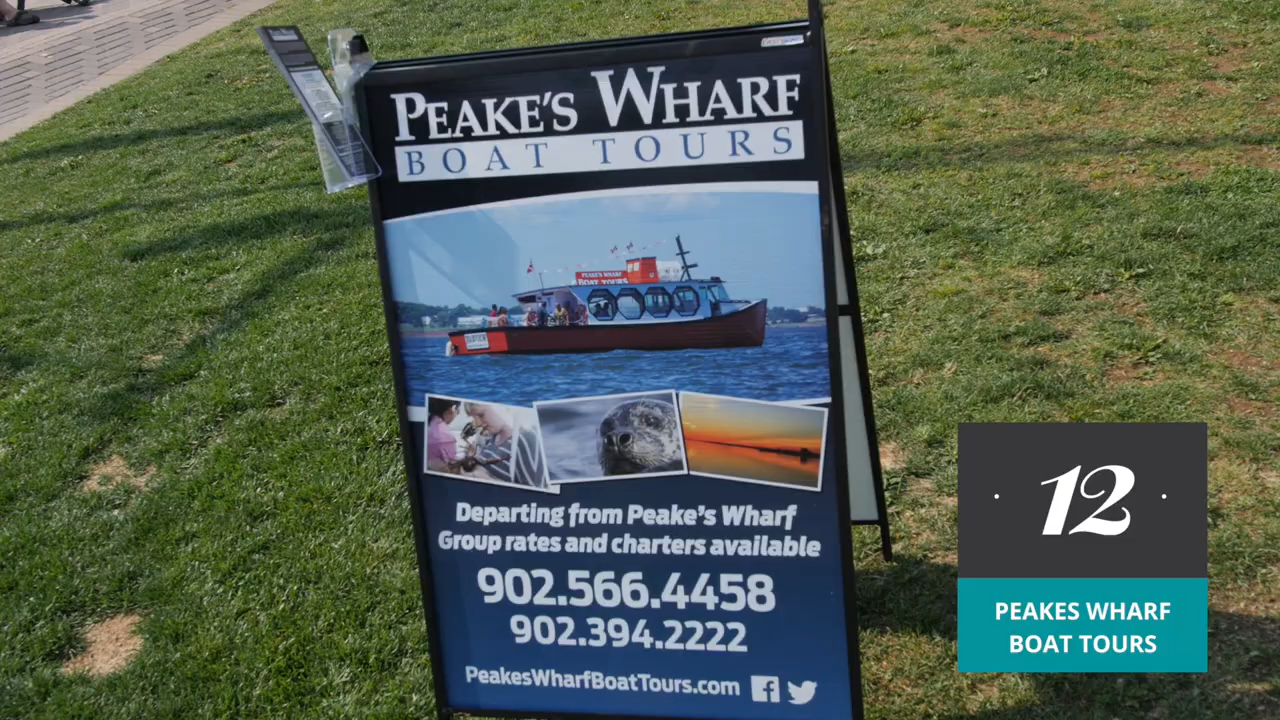 PEAKE'S WHARF
BOAT TOURS
PEAKE'S WHARF
BOAT TOURS
Departing from Peake's Wharf
Group rates and charters available
902.566.4458
902.394.2222
PeakesWharfBoatTours.com
12
PEAKES WHARF
BOAT TOURS